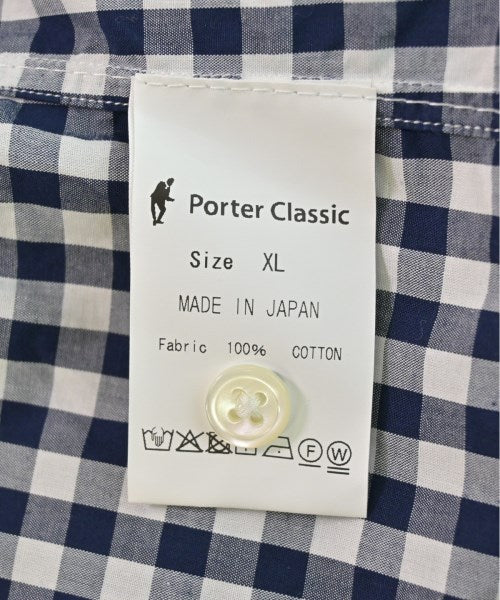 Porter Classic
Size XL
MADE IN JAPAN
Fabric 100% COTTON
F W